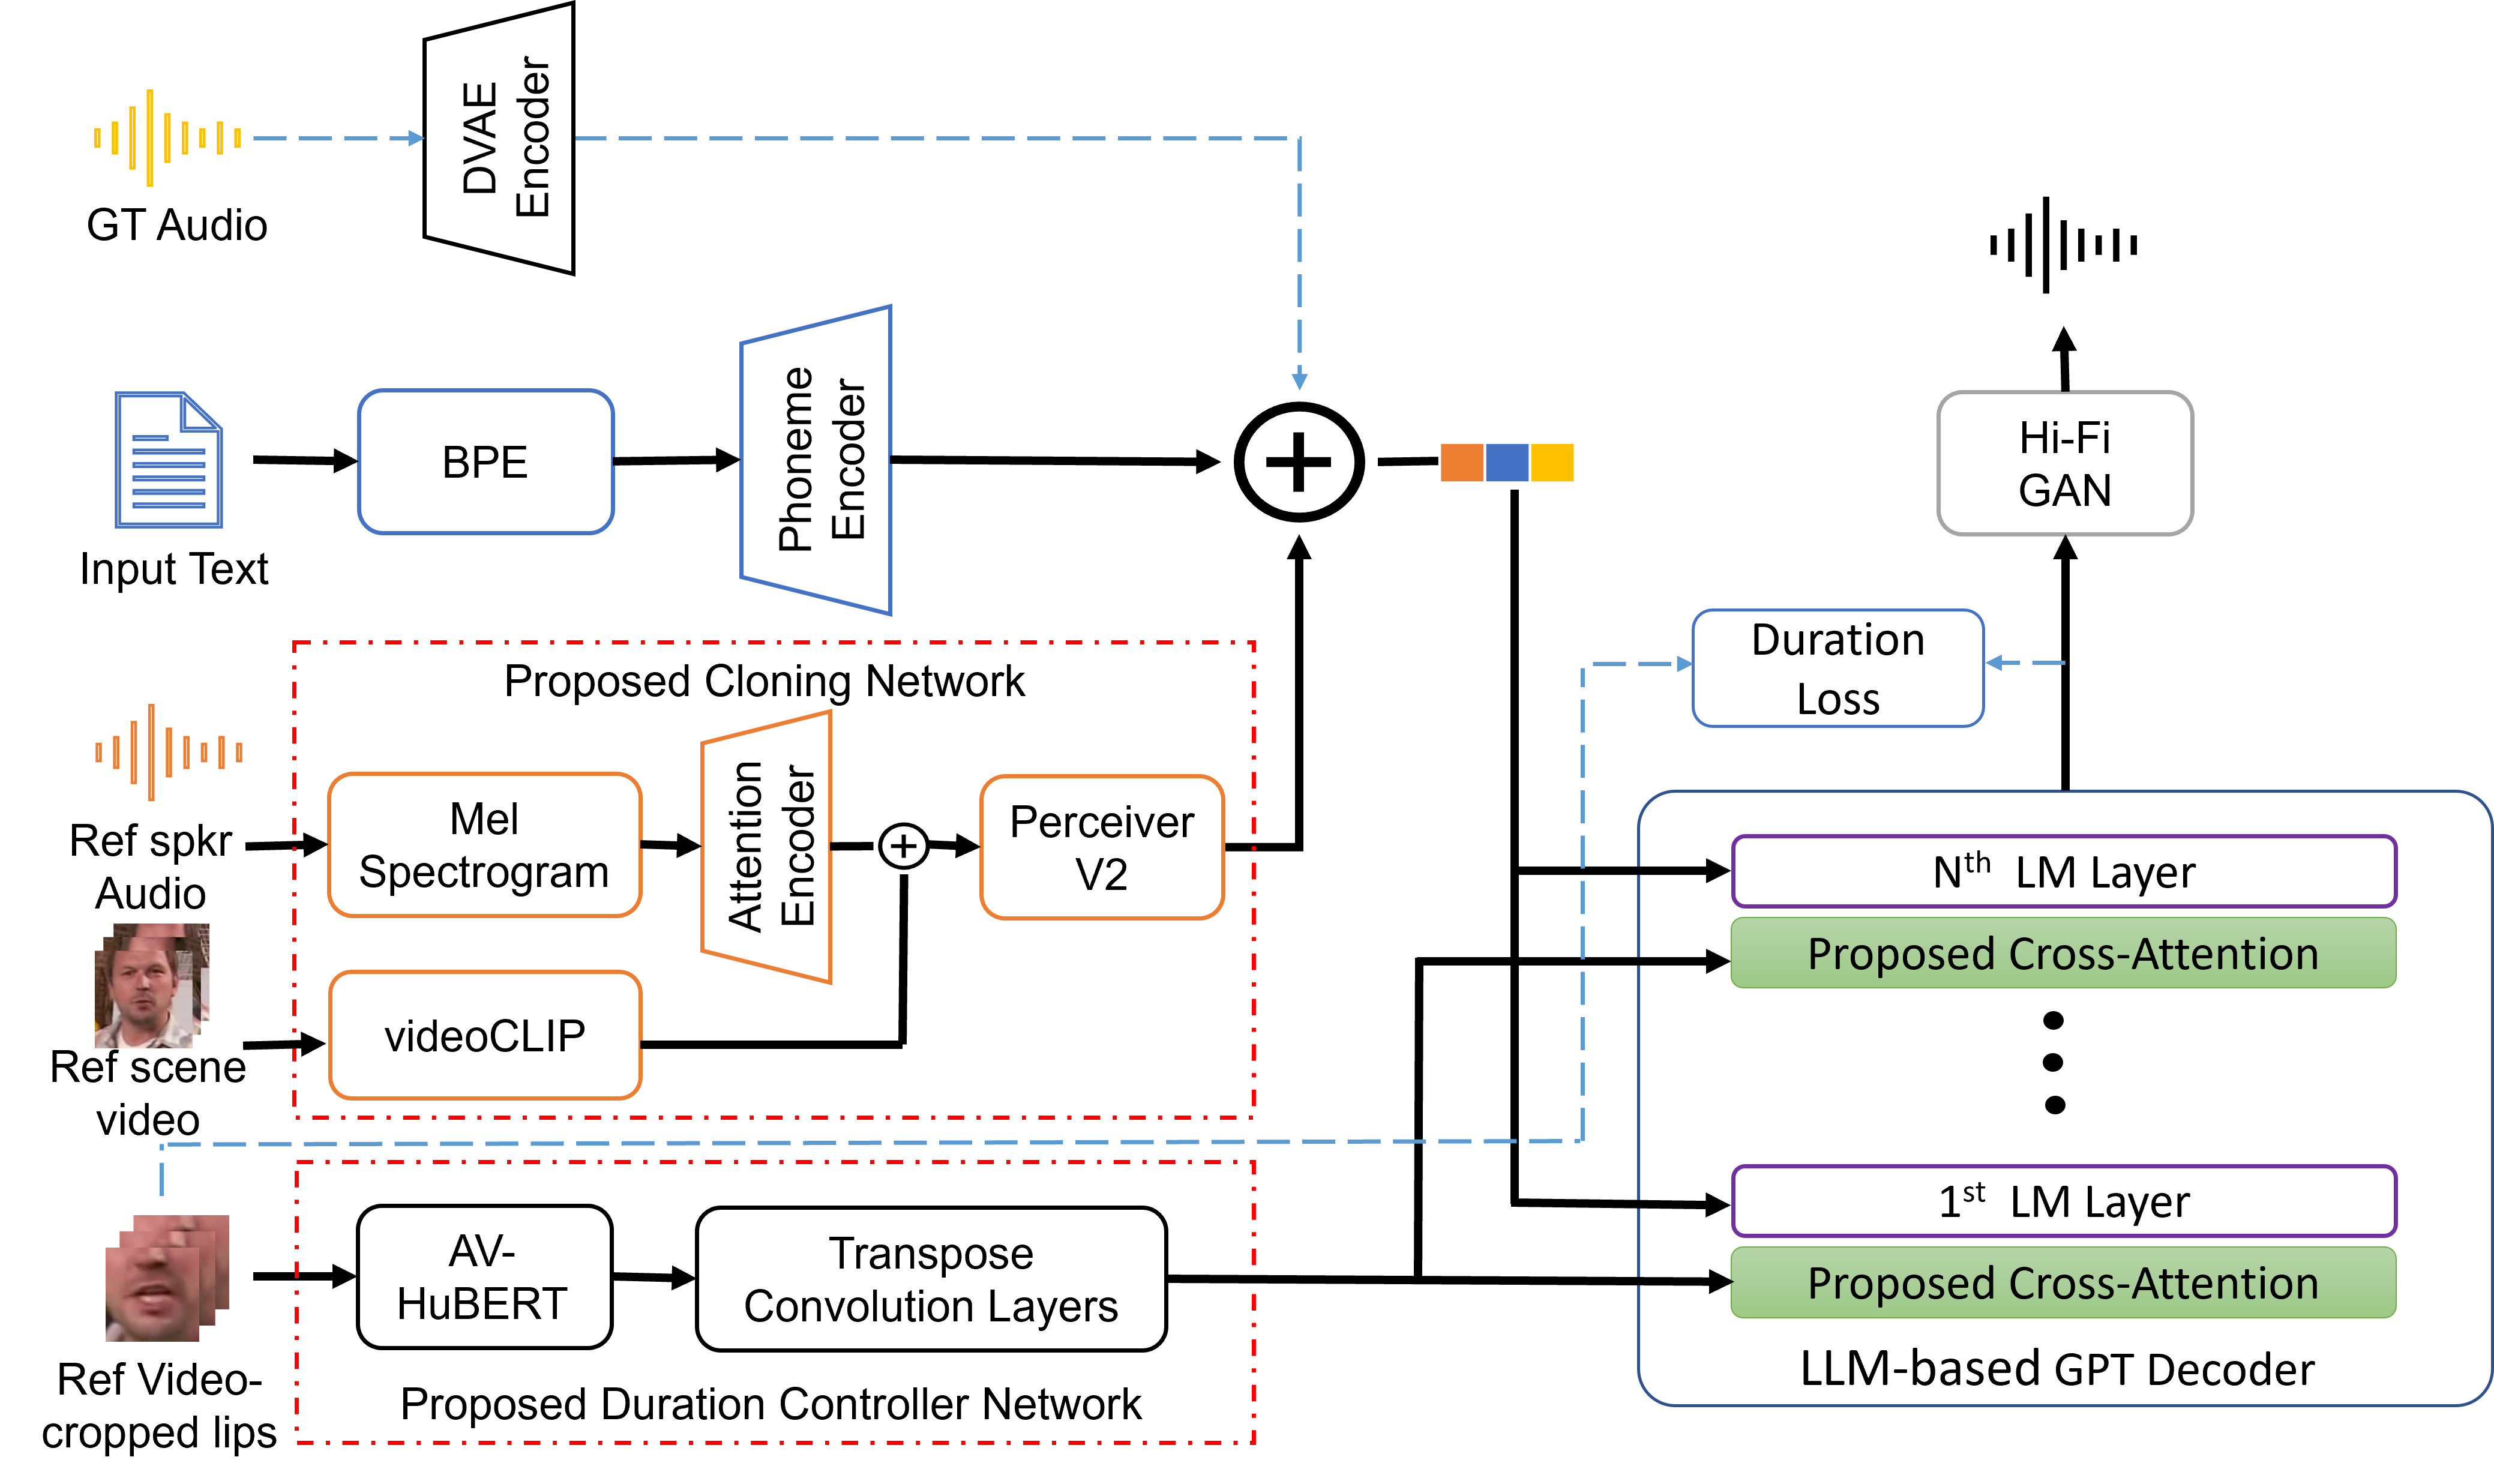 DVAE
Encoder
GT Audio
Input Text
BPE
Phoneme
Encoder
Hi-Fi
GAN
Duration
Loss
Proposed Cloning Network
Ref spkr
Audio
Mel
Spectrogram
Attention
Encoder
Perceiver
V2
Ref scene
video
videoCLIP
Nth LM Layer
Proposed Cross-Attention
1st LM Layer
Proposed Cross-Attention
LLM-based GPT Decoder
Ref Video-
cropped lips
AV-
HuBERT
Transpose
Convolution Layers
Proposed Duration Controller Network